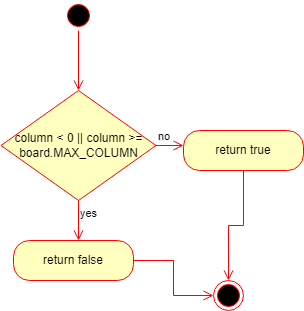 column < 0 || column >=
board.MAX_COLUMN
no
return true
yes
return false